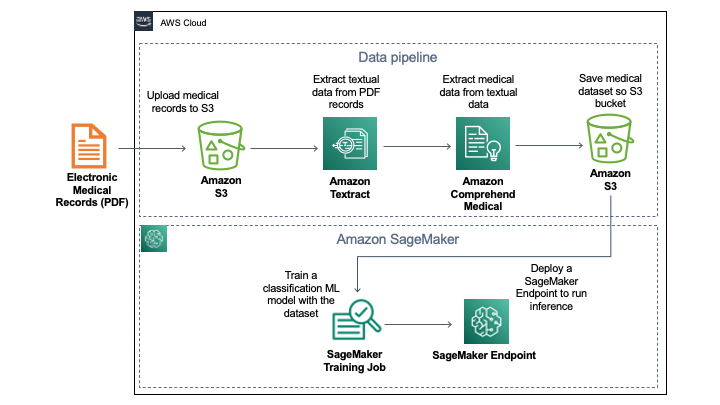 aws
AWS Cloud
Data pipeline
Upload medical
records to S3
Extract textual
data from PDF
records
Extract medical
data from textual
data
Save medical
dataset so S3
bucket
Electronic
Medical
Records (PDF)
Amazon
S3
Amazon
Textract
Amazon
Comprehend
Medical
Amazon
S3
Amazon SageMaker
Train a
classification ML
model with the
dataset
Deploy a
SageMaker
Endpoint to run
inference
SageMaker
Training Job
SageMaker Endpoint